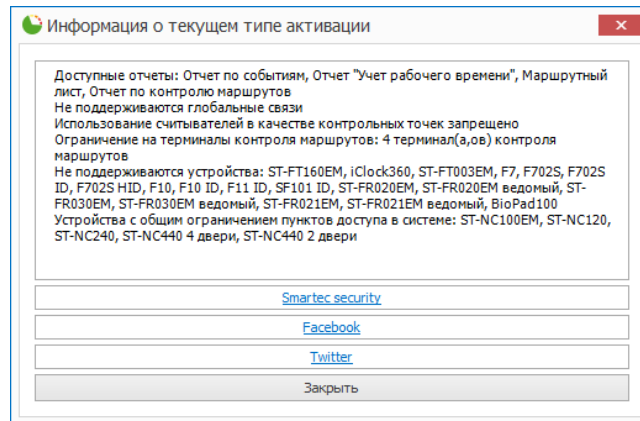 Информация о текущем типе активации
Доступные отчеты: Отчет по событиям, Отчет "Учет рабочего времени", Маршрутный
лист, Отчет по контролю маршрутов
Не поддерживаются глобальные связи
Использование считывателей в качестве контрольных точек запрещено
Ограничение на терминалы контроля маршрутов: 4 терминал(а,ов) контроля
маршрутов
Не поддерживаются устройства: ST-FT160EM, iClock360, ST-FT003EM, F7, F702S, F702S
ID, F702S HID, F10, F10 ID, F11 ID, SF101 ID, ST-FR020EM, ST-FR020EM ведомый, ST-
FR030EM, ST-FR030EM ведомый, ST-FR021EM, ST-FR021EM ведомый, BioPad100
Устройства с общим ограничением пунктов доступа в системе: ST-NC100EM, ST-NC120,
ST-NC240, ST-NC440 4 двери, ST-NC440 2 двери
Smartec security
Facebook
Twitter
Закрыть